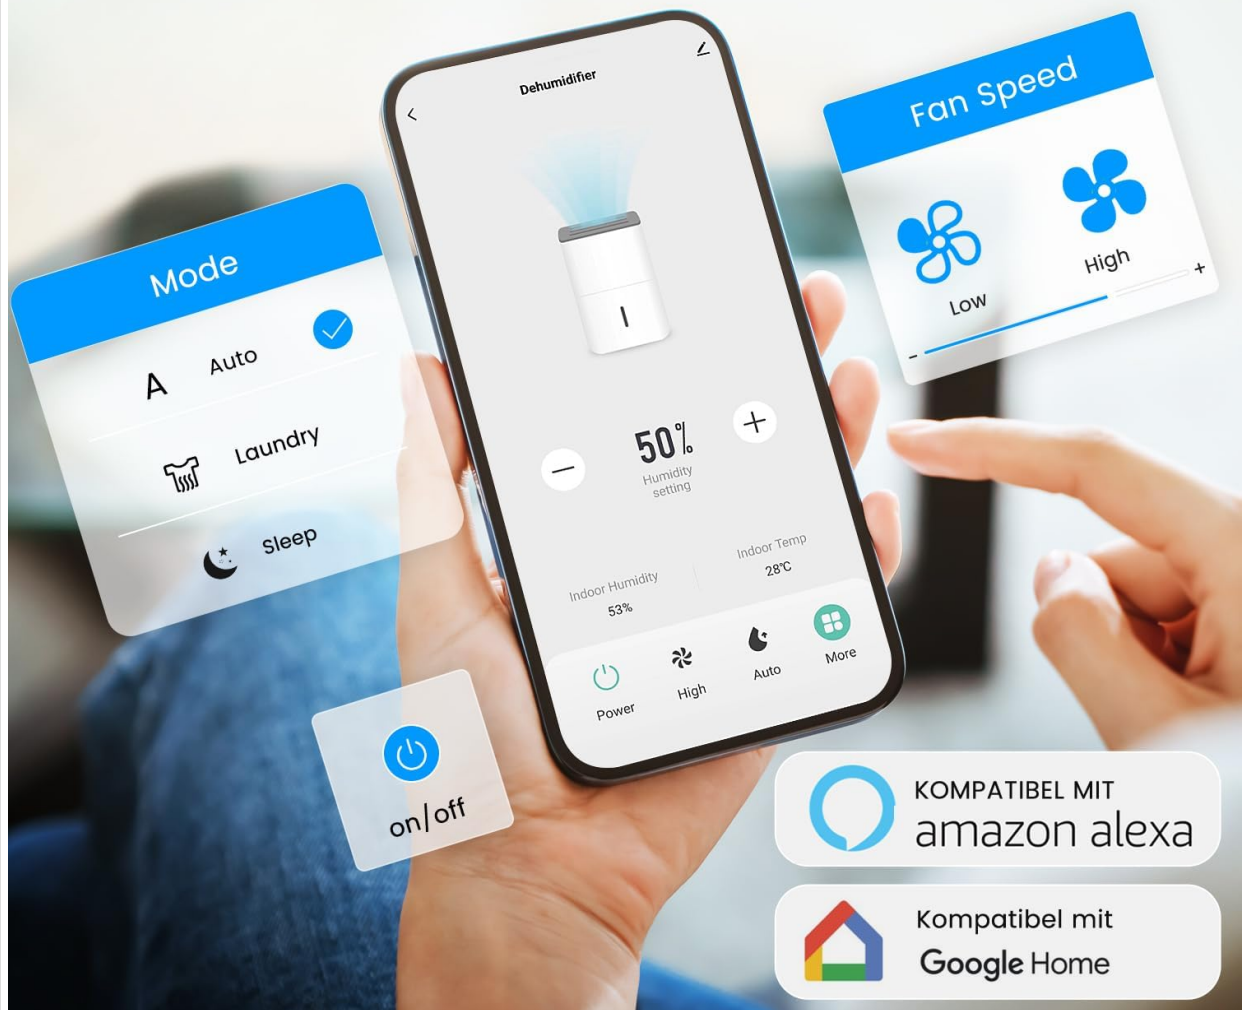 Dehumidifier
Fan Speed
Low
High
- +
Mode
A Auto
Laundry
Sleep
50%
Humidity
setting
Indoor Humidity
53%
Indoor Temp
28℃
Power
High
Auto
More
on/off
KOMPATIBEL MIT
amazon alexa
Kompatibel mit
Google Home